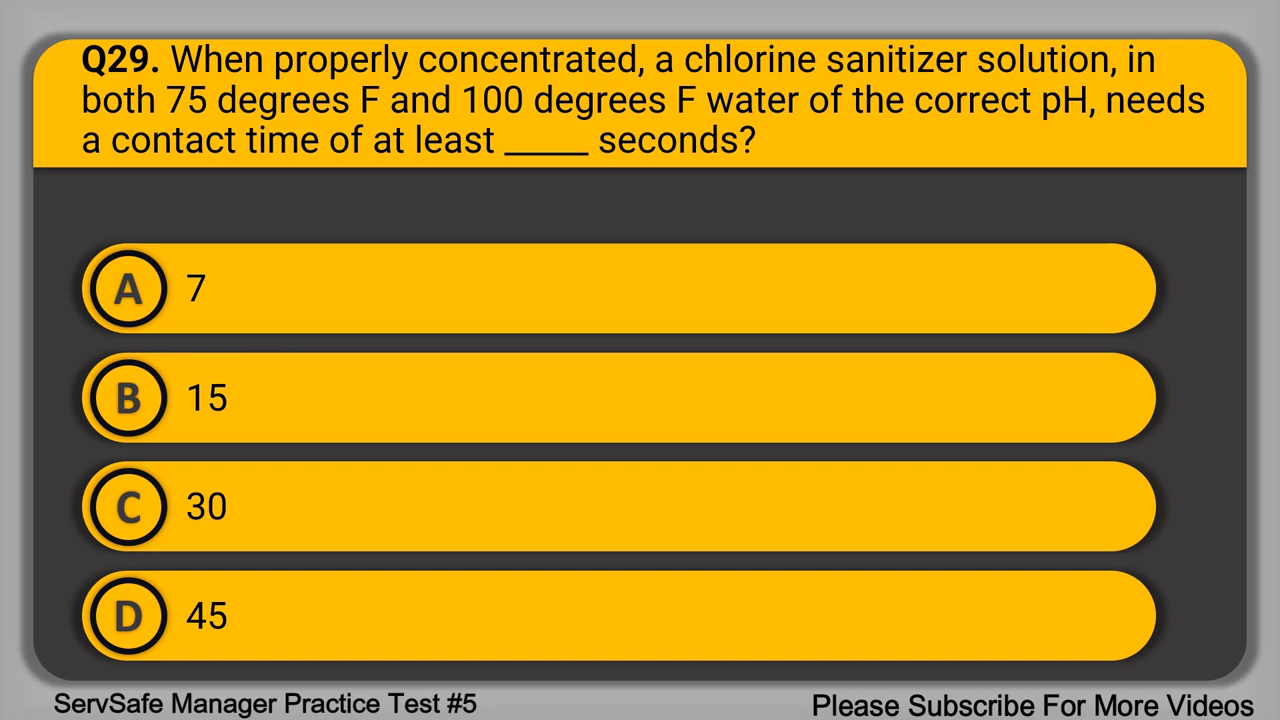 Q29. When properly concentrated, a chlorine sanitizer solution, in
both 75 degrees F and 100 degrees F water of the correct pH, needs
a contact time of at least _____ seconds?
A 7
B 15
C 30
D 45
ServSafe Manager Practice Test #5
Please Subscribe For More Videos